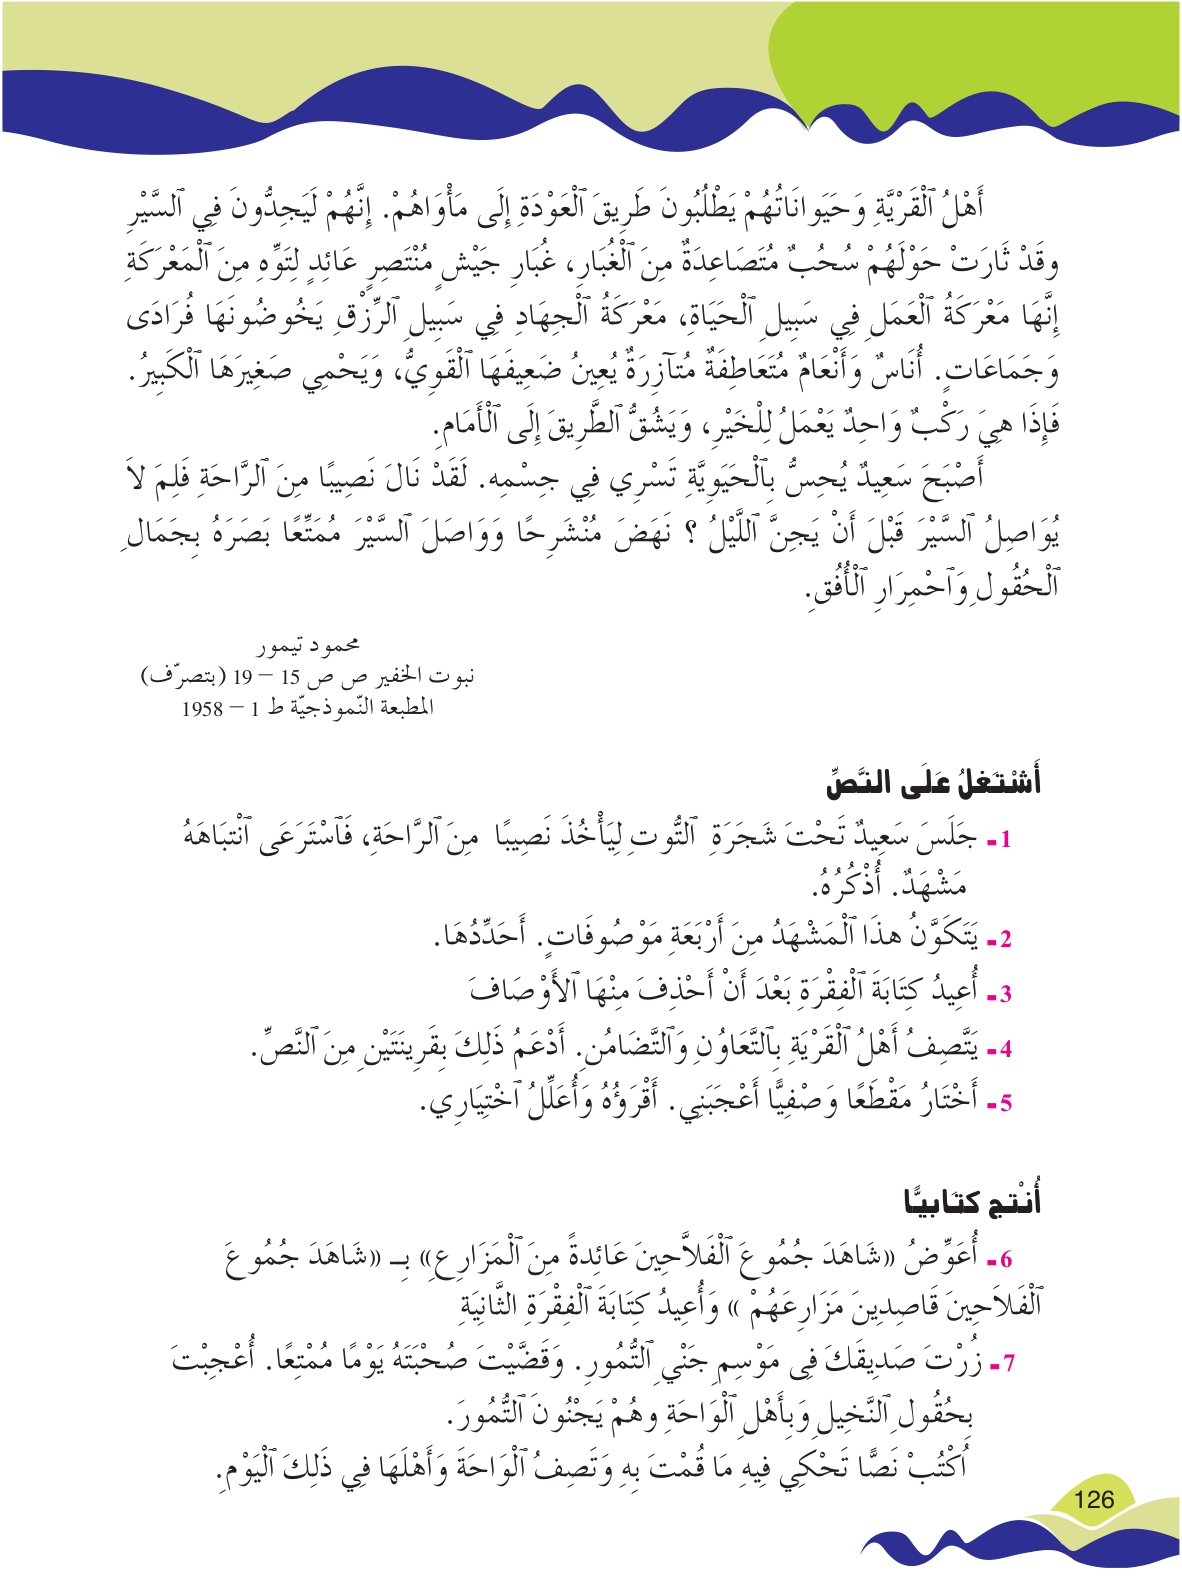 أَهْلُ ٱلْقَرْيَّةِ وَحَيَوانَاتُهُمْ يَطْلُبُونَ طَرِيقَ ٱلْعَوْدَةِ إِلَى مَأْوَاهُمْ. إِنَّهُمْ لَيَجِدُّونَ فِي ٱلسَّيْرِ
وقَدْ ثَارَتْ حَوْلَهُمْ سُحُبٌ مُتَصَاعِدَةٌ مِنَ ٱلْغُبَارِ، غُبَارِ جَيْشٍ مُنْتَصِرٍ عَائِدٍ لِتَوِّهِ مِنَ ٱلْمَعْرَكَةِ
إِنَّهَا مَعْرَكَةُ ٱلْعَمَلِ فِي سَبِيلِ ٱلْحَيَاةِ، مَعْرَكَةُ ٱلْجِهَادِ فِي سَبِيلِ ٱلرِّزْقِ يَخُوضُونَهَا فُرَادَى
وَجَمَاعَاتٍ. أُنَاسٌ وَأَنْعَامٌ مُتَعَاطِفَةٌ مُتآزِرَةٌ يُعِينُ ضَعِيفَهَا ٱلْقَوِيُّ، وَيَحْمِي صَغِيرَهَا ٱلْكَبِيرُ.
فَإِذَا هِيَ رَكْبٌ وَاحِدٌ يَعْمَلُ لِلْخَيْرِ، وَيَشُقُّ ٱلطَّرِيقَ إِلَى ٱلْأَمَامِ.
أَصْبَحَ سَعِيدٌ يُحِسُّ بِٱلْحَيَوِيَّةِ تَسْرِي فِي جِسْمِه. لَقَدْ نَالَ نَصِيبًا مِنَ ٱلرَّاحَةِ فَلِمَ لاَ
يُوَاصِلُ ٱلسَّيْرَ قَبْلَ أَنْ يَجِنَّ ٱللَّيْلُ ؟ نَهَضَ مُنْشَرِحًا وَوَاصَلَ ٱلسَّيْرَ مُمَتِّعًا بَصَرَهُ بِجَمَالِ
ٱلْحُقُولِ وَٱحْمِرَارِ ٱلْأُفُقِ.
محمود تيمور
نبوت الخفير ص ص 15 – 19 (بتصرّف)
المطبعة النّموذجيّة ط 1 – 1958
أَشْتَغِلُ عَلَى النَّصِّ
1- جَلَسَ سَعِيدٌ تَحْتَ شَجَرَةِ ٱلتُّوتِ لِيَأْخُذَ نَصِيبًا مِنَ ٱلرَّاحَةِ، فَٱسْتَرَعَى ٱنْتبَاهَهُ
مَشْهَدٌ. أُذْكُرُهُ.
2- يَتَكَوَّنُ هذَا ٱلْمَشْهَدُ مِنَ أَرْبَعَةِ مَوْصُوفَاتٍ. أَحَدِّدُهَا.
3- أُعِيدُ كِتَابَةَ ٱلْفِقْرَةِ بَعْدَ أَنْ أَحْذِفَ مِنْهَا ٱلأَوْصَافَ
4- يَتَّصِفُ أَهْلُ ٱلْقَرْيَةِ بِٱلتَّعَاوُنِ وَٱلتَّضَامُنِ. أَدْعَمُ ذَلِكَ بِقَرِينَتَيْنِ مِنَ ٱلنَّصِّ.
5- أَخْتَارُ مَقْطَعًا وَصْفِيًّا أَعْجَبَنِي. أَقْرَؤُهُ وَأُعَلِّلُ ٱخْتِيَارِي.
أُنْتج كتَابيًّا
6- أُعَوِّضُ «شَاهَدَ جُمُوعَ ٱلْفَلاَّحِينَ عَائِدةً مِنَ ٱلْمَزَارِعِ» بِـ «شَاهَدَ جُمُوعَ
ٱلْفَلاَحِينَ قَاصِدِينَ مَزَارِعَهُمْ » وَأُعِيدُ كِتَابَةَ ٱلْفِقْرَةِ الثَّانِيَةِ
7- زُرْتَ صَدِيقَكَ فِى مَوْسِمِ جَنْيِ ٱلتُّمُورِ. وَقَضَّيْتَ صُحْبَتَهُ يَوْمًا مُمْتِعًا. أُعْجِبْتَ
بِحُقُولِ ٱلنَّخِيلِ وَبِأَهْلِ ٱلْوَاحَةِ وهُمْ يَجْنُونَ ٱلتُّمُورَ.
اُكْتُبْ نَصًّا تَحْكِي فِيهِ مَا قُمْتَ بِهِ وَتَصِفُ ٱلْوَاحَةَ وَأَهْلَهَا فِي ذَلِكَ ٱلْيَوْمِ.
126